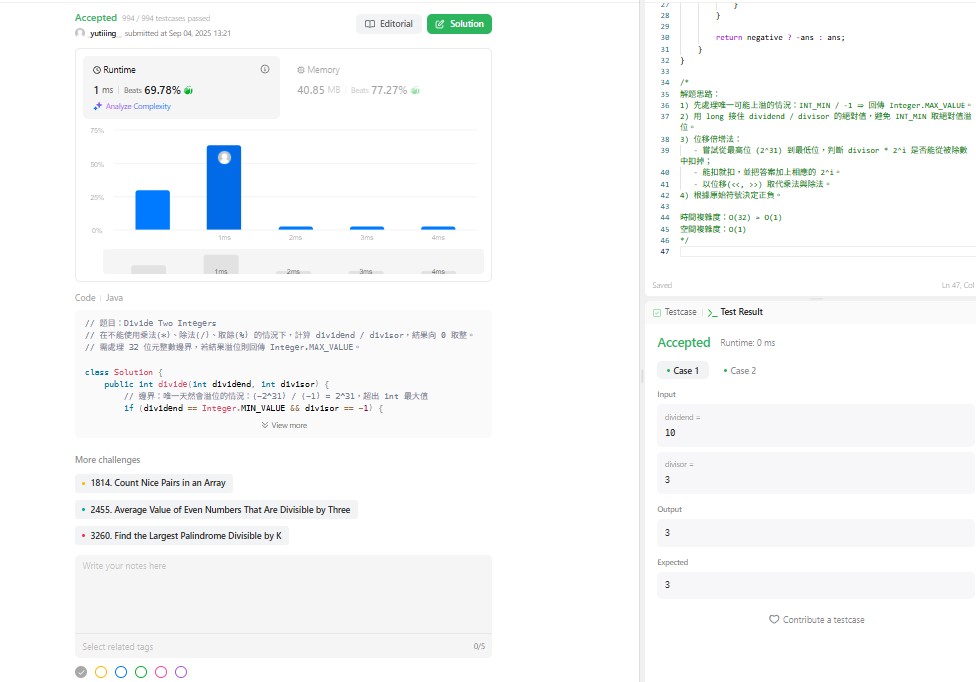 Accepted 994 / 994 testcases passed
yutiiing_ submitted at Sep 04, 2025 13:21
Editorial
Solution
Runtime
1 ms | Beats 69.78%
Analyze Complexity
Memory
40.85 MB | Beats 77.27%
75%
50%
25%
0%
1ms 2ms 3ms 4ms
1ms 2ms 3ms 4ms
Code | Java
// 題目：Divide Two Integers
// 在不能使用乘法(*)、除法(/)、取餘(%) 的情況下，計算 dividend / divisor，結果向 0 取整。
// 需處理 32 位元整數邊界，若結果溢位則回傳 Integer.MAX_VALUE。
class Solution {
public int divide(int dividend, int divisor) {
// 邊界：唯一天然會溢位的情況：(-2^31) / (-1) = 2^31，超出 int 最大值
if (dividend == Integer.MIN_VALUE && divisor == -1) {
View more
More challenges
1814. Count Nice Pairs in an Array
2455. Average Value of Even Numbers That Are Divisible by Three
3260. Find the Largest Palindrome Divisible by K
Write your notes here
Select related tags
0/5
27 }
28 }
29
30 return negative ? -ans : ans;
31 }
32 }
33
34 /*
35 解題思路：
36 1) 先處理唯一可能上溢的情況：INT_MIN / -1 ⇒ 回傳 Integer.MAX_VALUE。
37 2) 用 long 接住 dividend / divisor 的絕對值，避免 INT_MIN 取絕對值溢
位。
38 3) 位移倍增法：
39 - 嘗試從最高位 (2^31) 到最低位，判斷 divisor * 2^i 是否能從被除數
中扣掉；
40 - 能扣就扣，並把答案加上相應的 2^i。
41 - 以位移(<<, >>) 取代乘法與除法。
42 4) 根據原始符號決定正負。
43
44 時間複雜度：O(32) = O(1)
45 空間複雜度：O(1)
46 */
47
Saved
Ln 47, Col
Testcase | Test Result
Accepted Runtime: 0 ms
Case 1 Case 2
Input
dividend =
10
divisor =
3
Output
3
Expected
3
Contribute a testcase